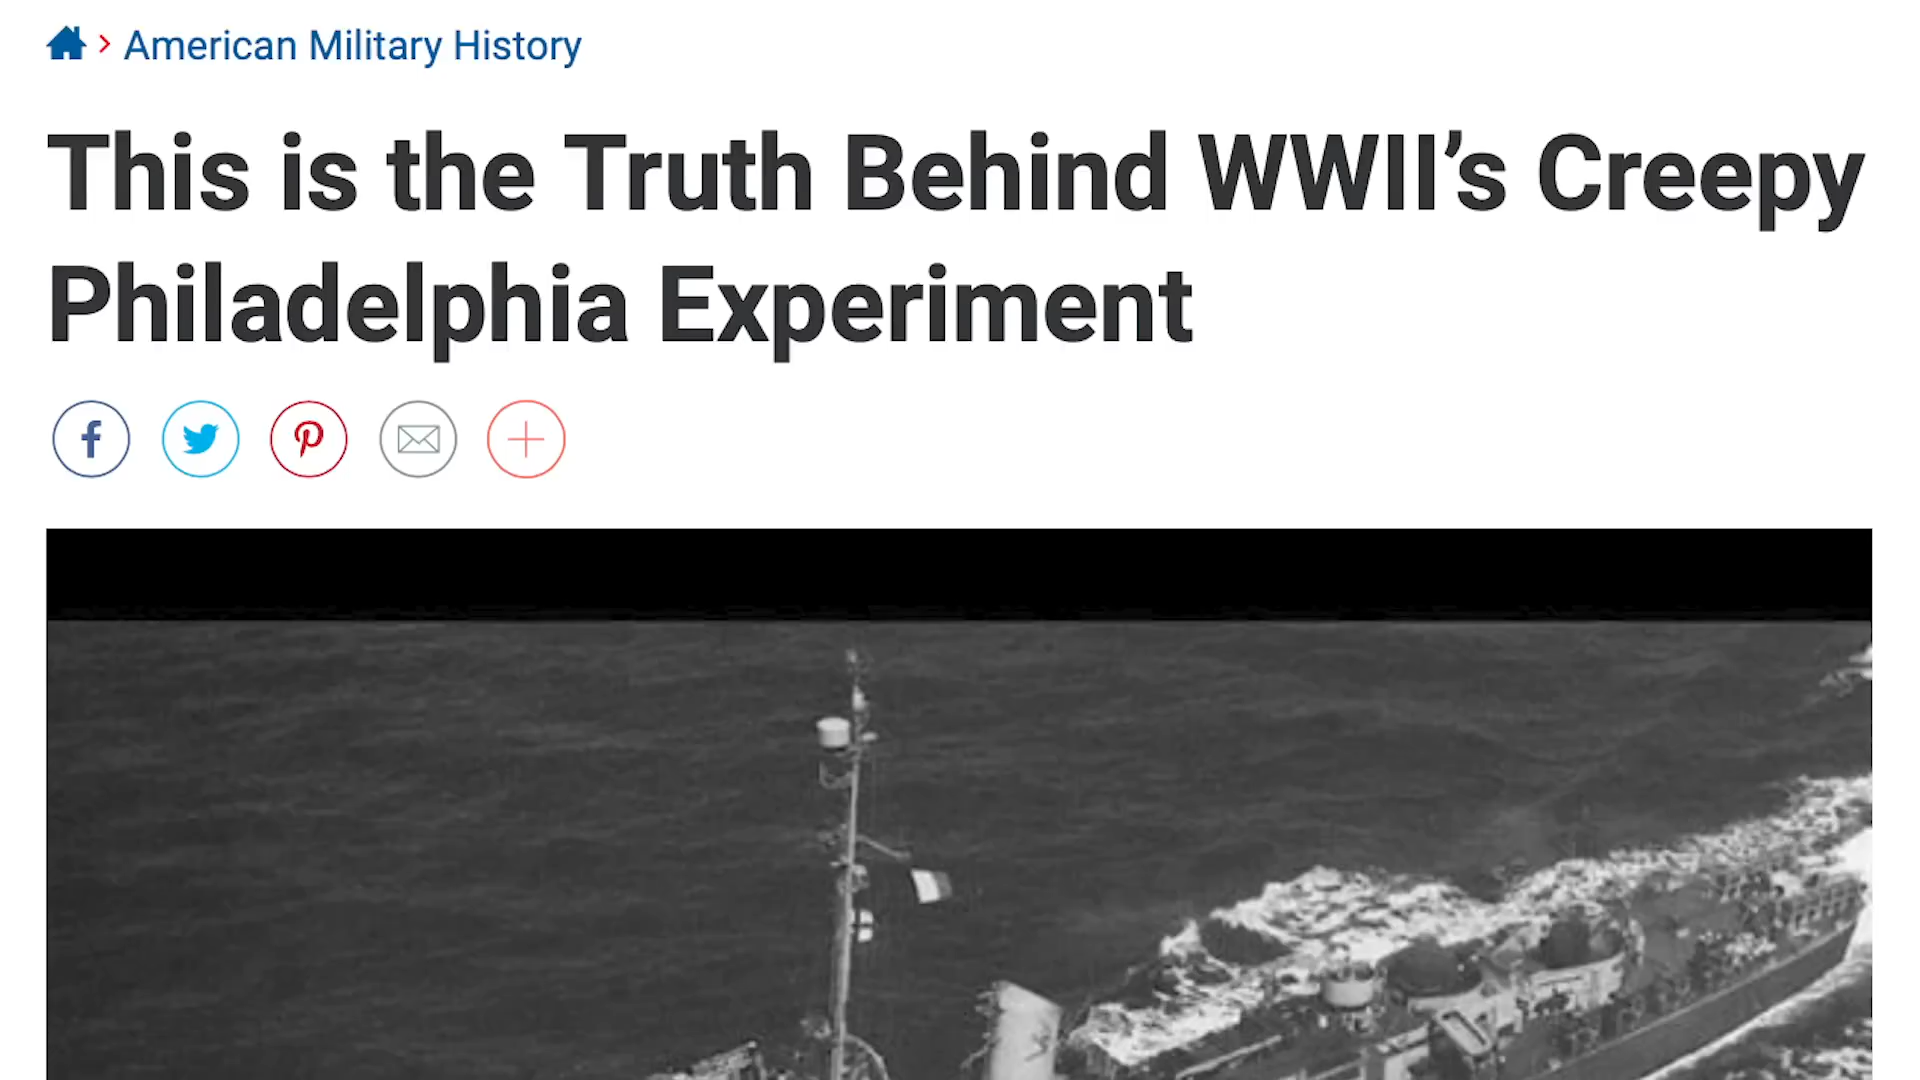 American Military History
This is the Truth Behind WWII’s Creepy
Philadelphia Experiment